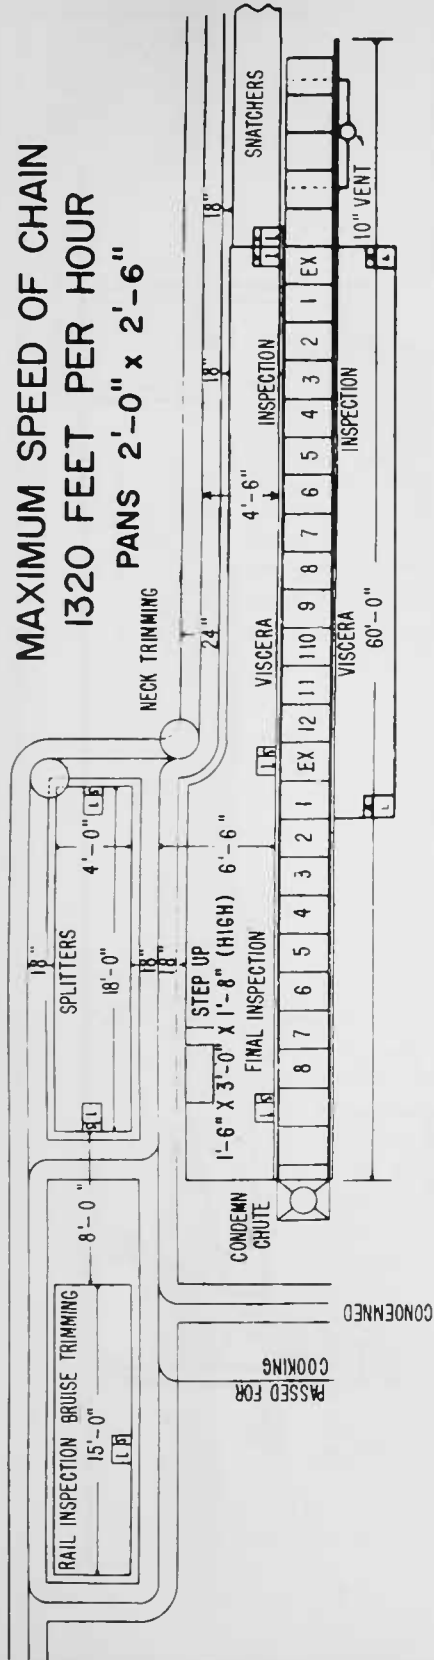 MAXIMUM SPEED OF CHAIN
1320 FEET PER HOUR
PANS 2'-0" x 2'-6"
SNATCHERS
18"
18"
NECK TRIMMING
24"
4'-6"
INSPECTION
VISCERA
EX 1 2 3 4 5 6 7 8 9 110 11 12 EX 1 2 3 4 5 6 7 8
10" VENT
INSPECTION
VISCERA
60'-0"
18"
SPLITTERS
4'-0"
18'-0"
18"
18"
6'-6"
STEP UP
1'-6" X 3'-0" X 1'-8" (HIGH)
FINAL INSPECTION
8'-0"
CONDEMN
CHUTE
RAIL INSPECTION BRUISE TRIMMING
15'-0"
CONDEMNED
PASSED FOR
COOKING